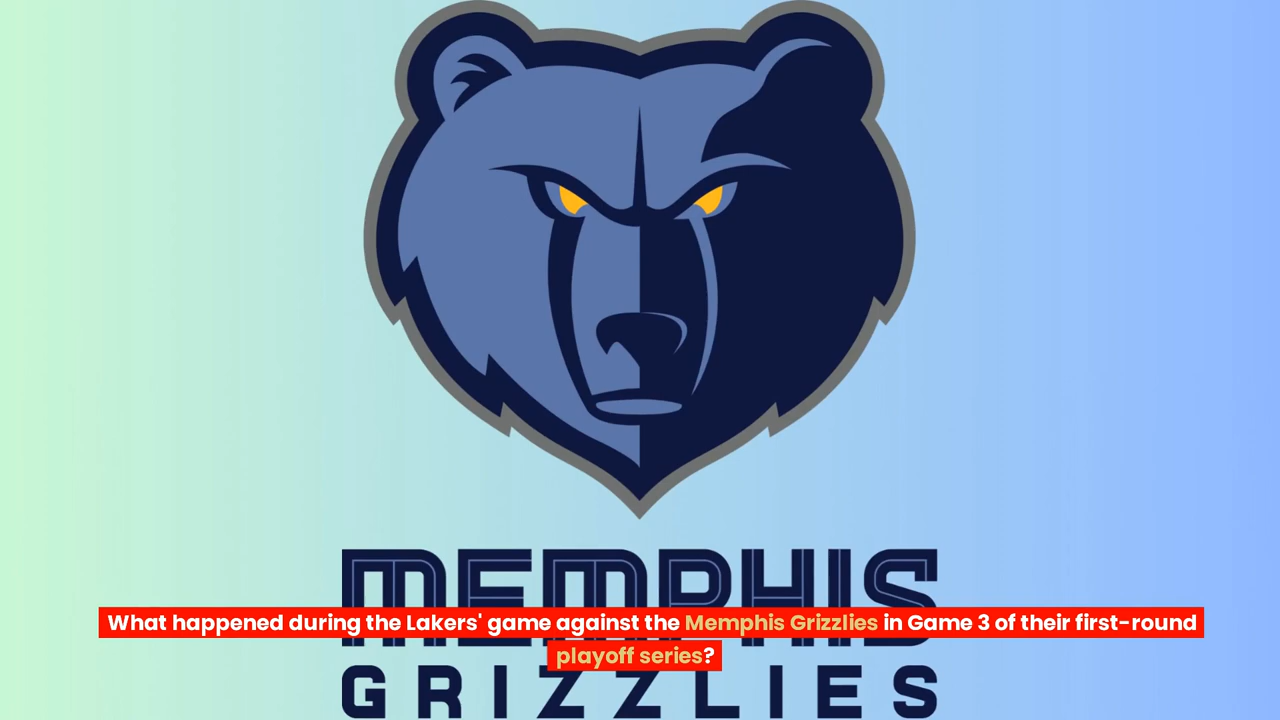 MEMPHIS
What happened during the Lakers' game against the Memphis Grizzlies in Game 3 of their first-round
playoff series?
GRIZZLIES